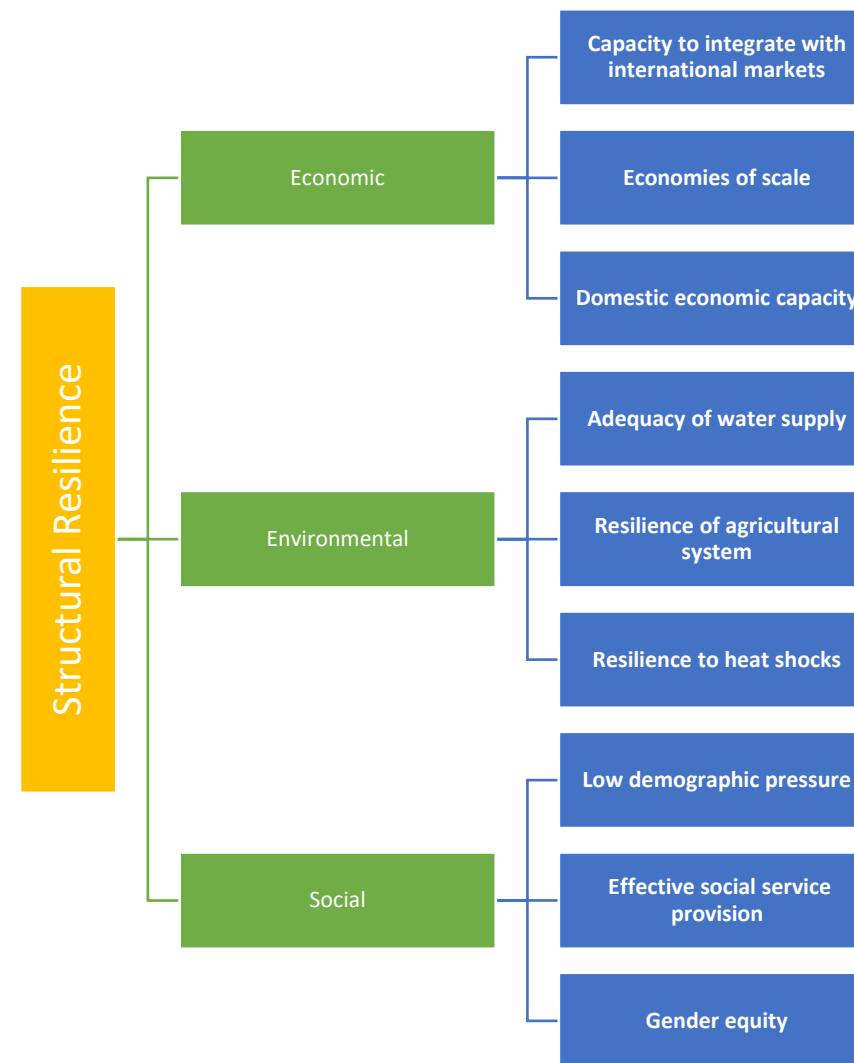 Structural Resilience
Economic
Capacity to integrate with
international markets
Economies of scale
Domestic economic capacity
Environmental
Adequacy of water supply
Resilience of agricultural
system
Resilience to heat shocks
Social
Low demographic pressure
Effective social service
provision
Gender equity